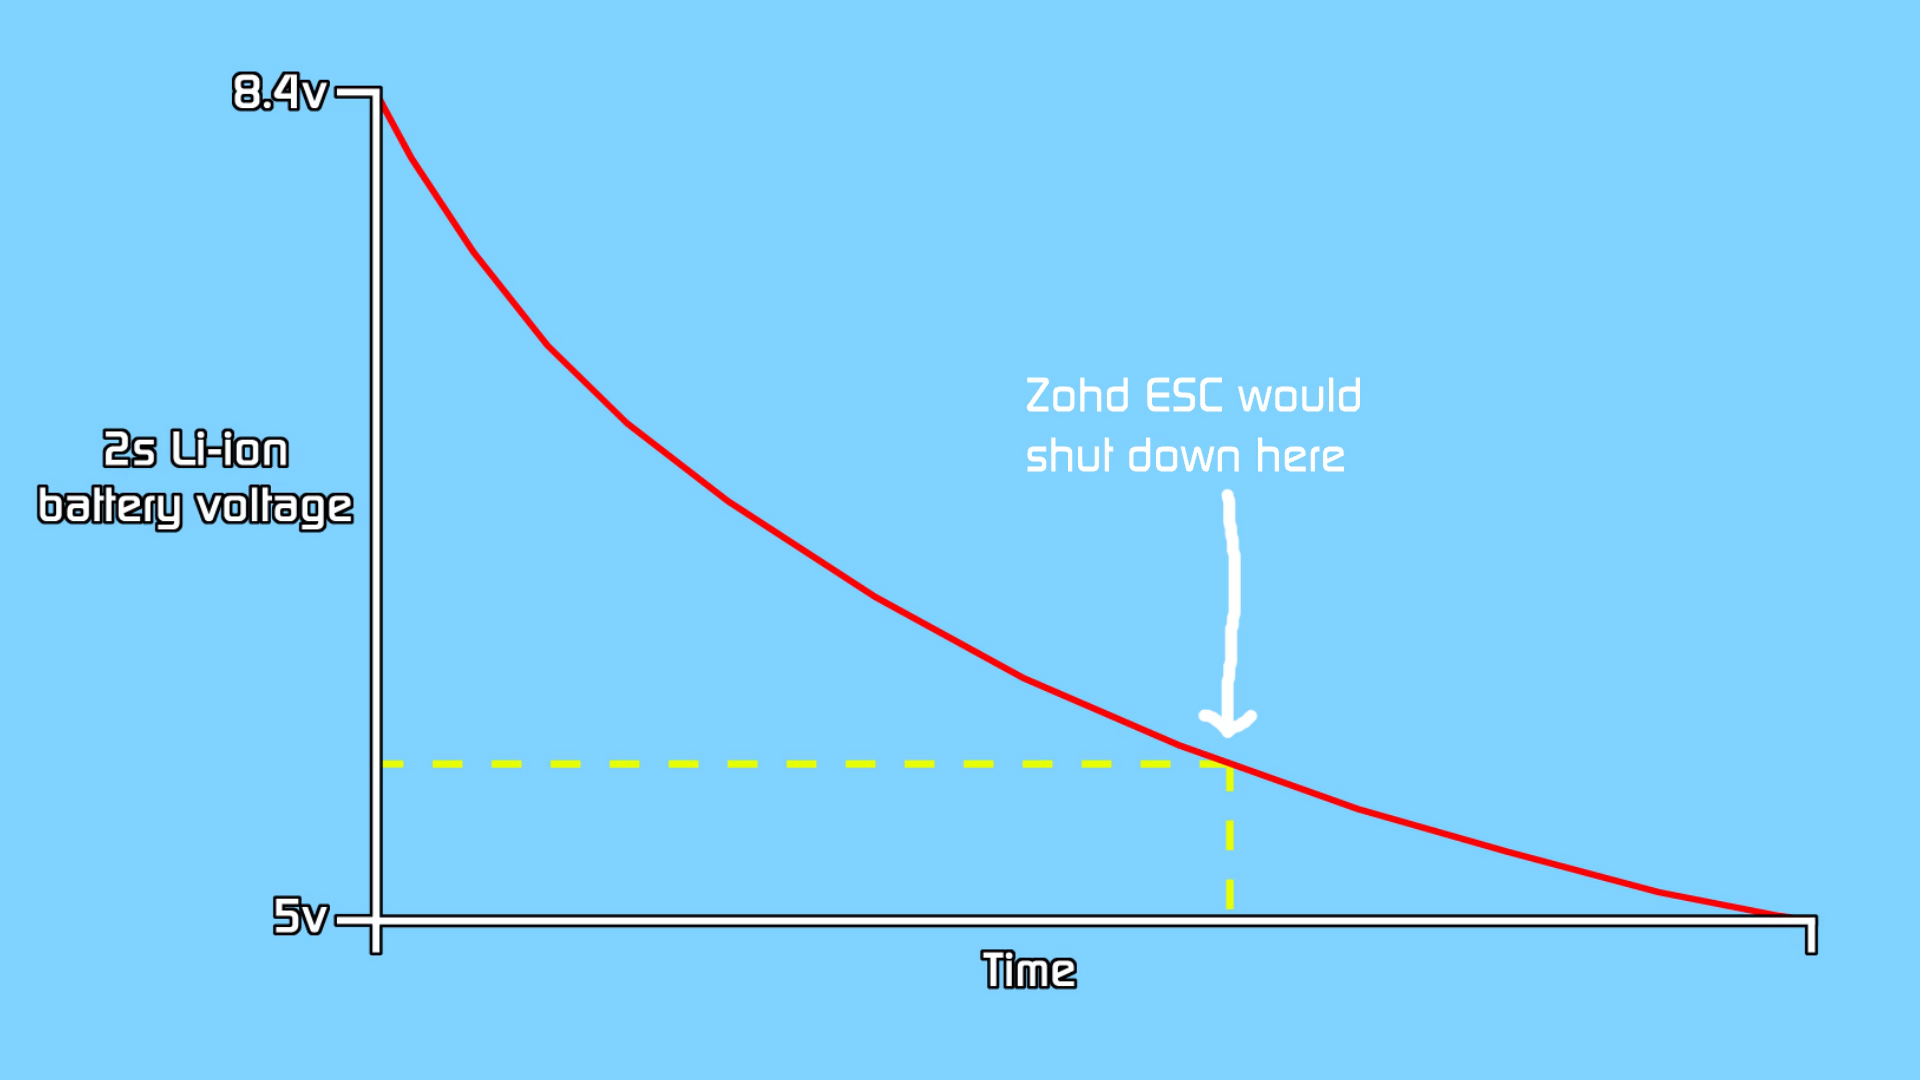 8.4v
2s Li-ion
battery voltage
Zohd ESC would
shut down here
5v
Time